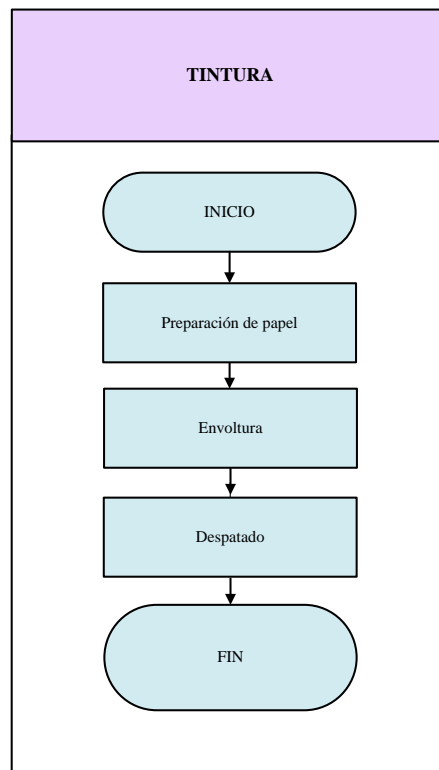 TINTURA
INICIO
Preparación de papel
Envoltura
Despatado
FIN